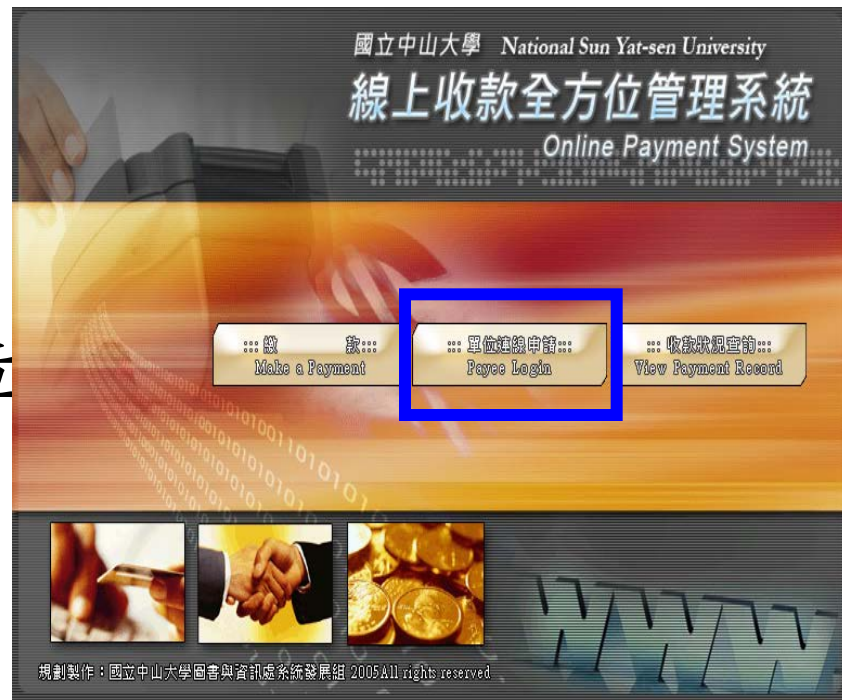 國立中山大學 National Sun Yat-sen University
線上收款全方位管理系統
Online Payment System
::: 繳 款:::
Make a Payment
::: 單位連線申請:::
Payee Login
::: 收款狀況查詢:::
View Payment Record
WWW
規劃製作：國立中山大學圖書與資訊處系統發展組 2005All rights reserved